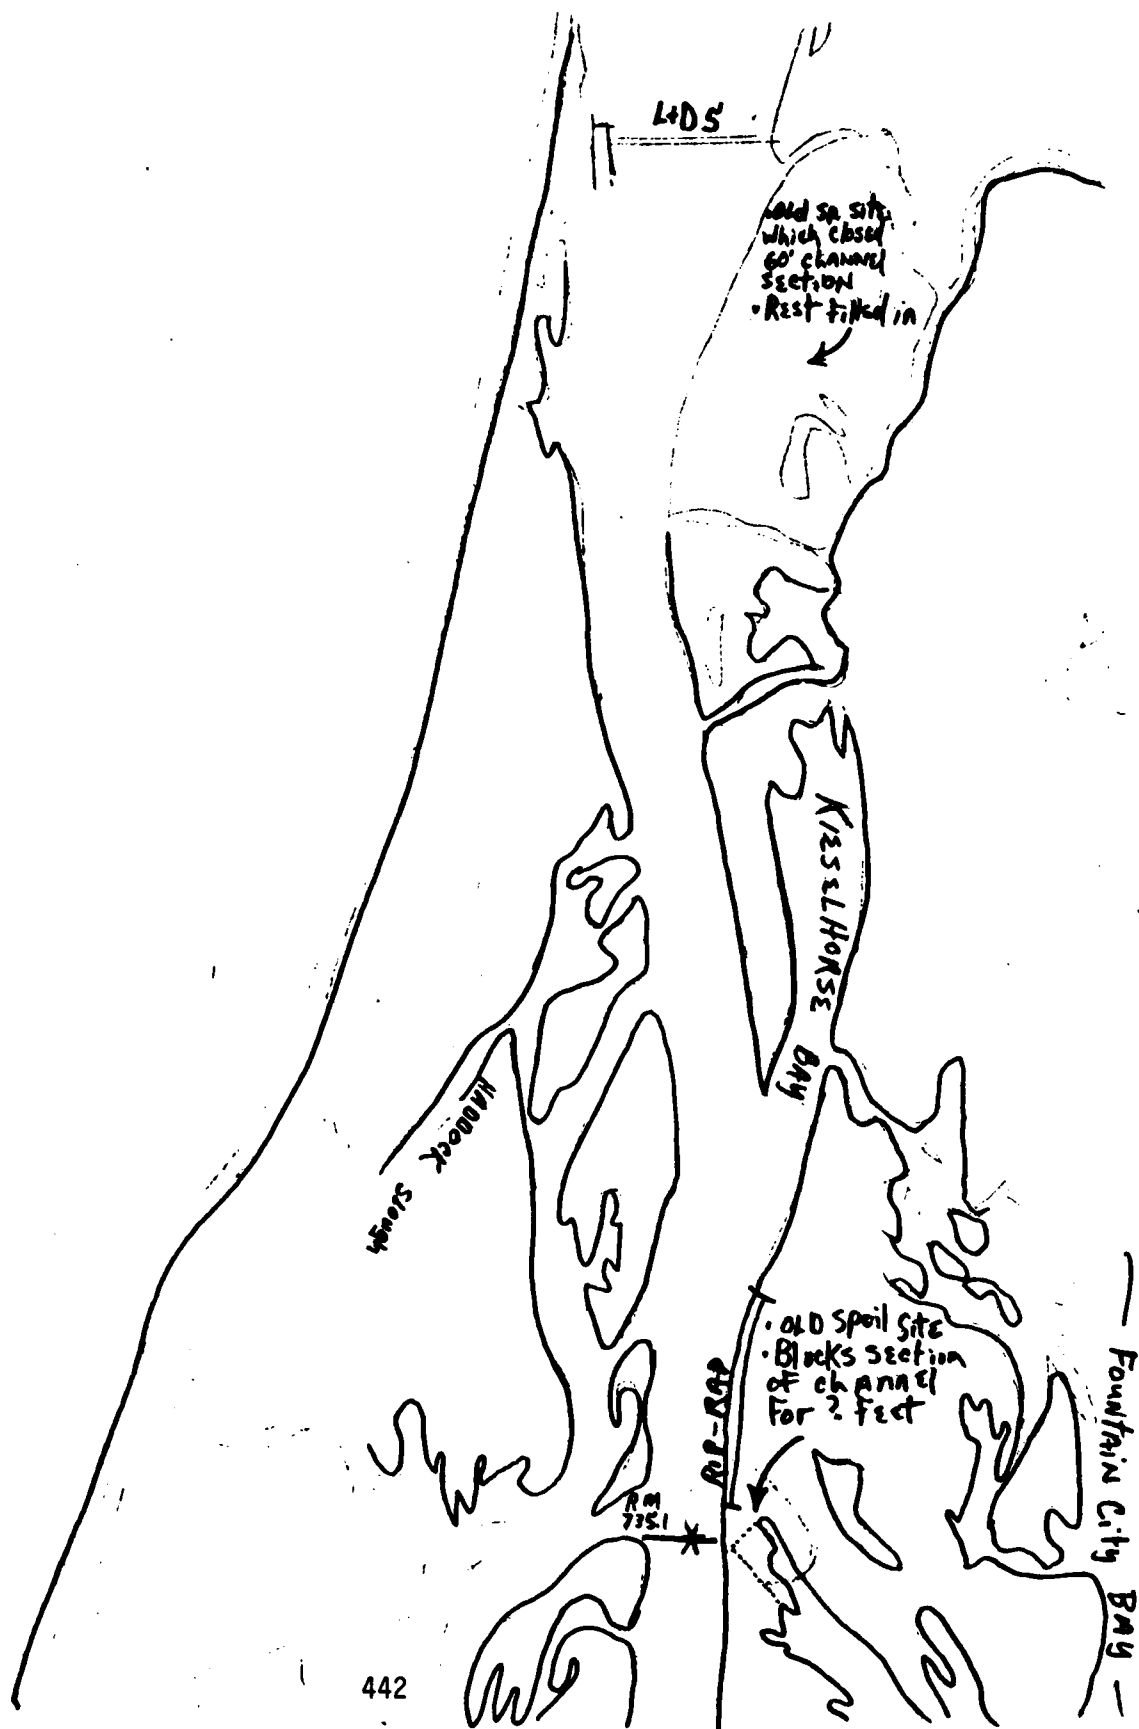 L+D 5
Old sp. site
which closed
60' channel
section
• Rest filled in
KIESELHORSE BAY
HADDOCK Slough
— FOUNTAIN City BAY —
• OLD Spoil Site
• Blocks section
of channel
For ? Feet
RIP-RAP
RM
735.1
442